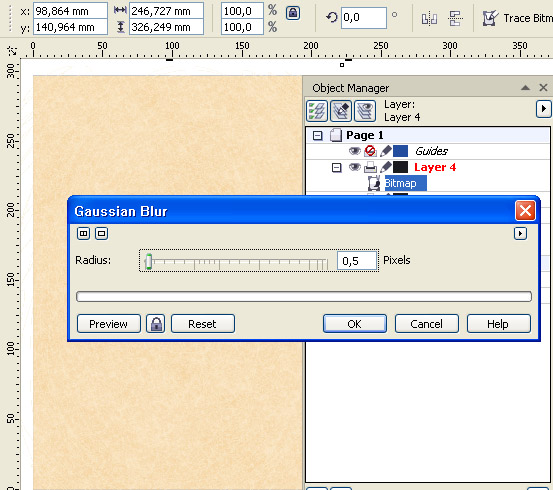 x: 98,864 mm 246,727 mm 100,0 % 0,0 ° Trace Bitm
y: 140,964 mm 326,249 mm 100,0 %
0 50 100 150 200 250 300 350
300
250
200
150
100
50
0
Object Manager
Layer:
Layer 4
Page 1
Guides
Layer 4
Bitmap
Gaussian Blur
Radius: 0,5 Pixels
Preview Reset OK Cancel Help